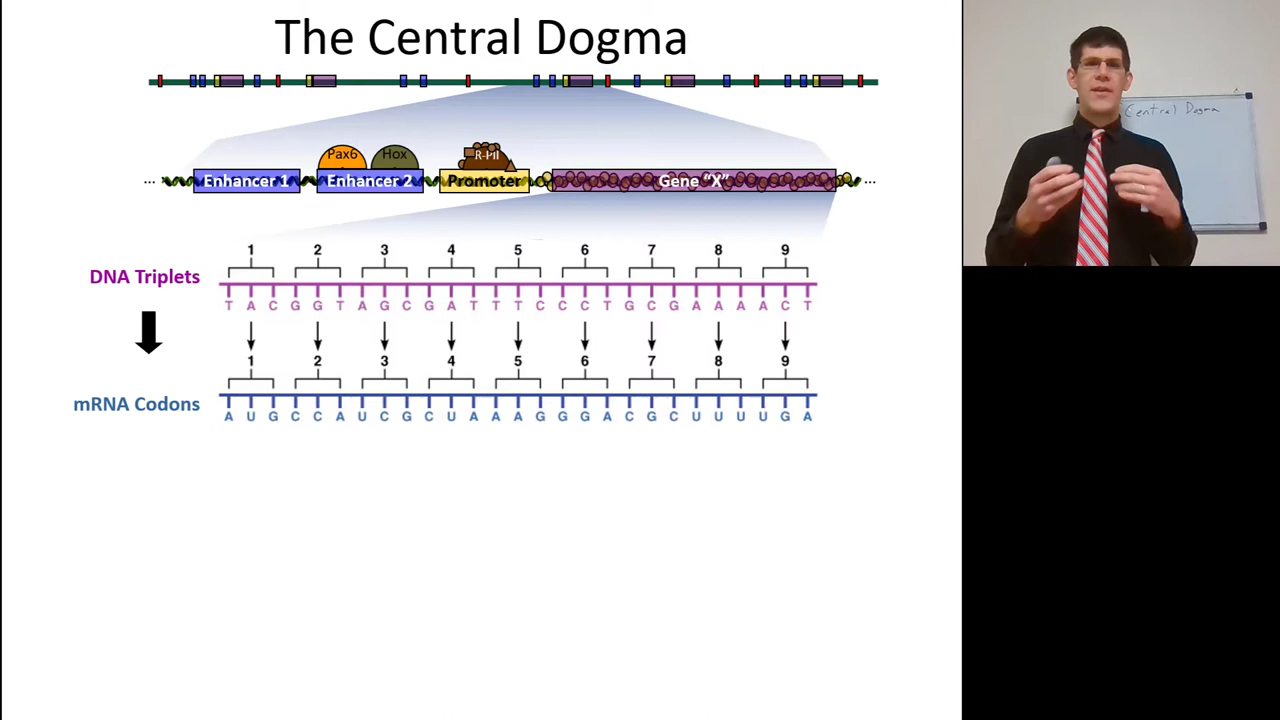 The Central Dogma
Central Dogma
Pax6 Hox R-PII
... Enhancer 1 Enhancer 2 Promoter Gene "X" ...
1 2 3 4 5 6 7 8 9
DNA Triplets
T A C G G T A G C G A T T T C C C T G C G A A A A C T
1 2 3 4 5 6 7 8 9
mRNA Codons
A U G C C A U C G C U A A A G G G A C G C U U U U G A